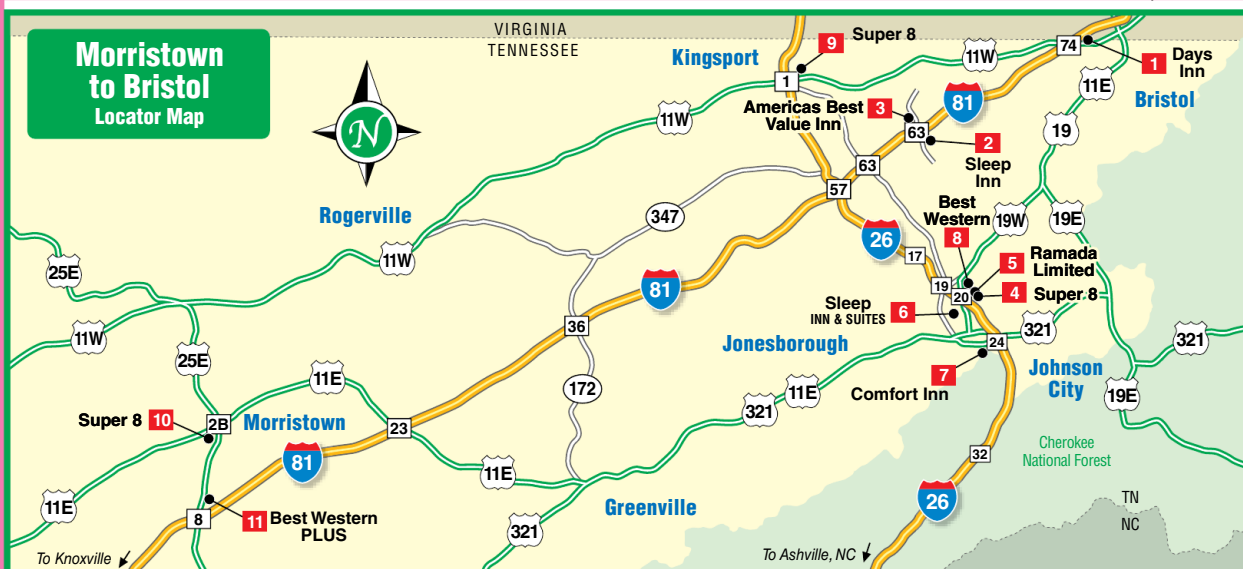 Morristown
to Bristol
Locator Map
N
VIRGINIA
TENNESSEE
Kingsport
9
Super 8
1
11W
74
1
Days
Inn
11E
Bristol
81
Americas Best
Value Inn
3
63
2
Sleep
Inn
19
11W
63
57
Rogerville
347
Best
Western
8
19W
19E
26
17
5
Ramada
Limited
19
20
4
Super 8
11W
25E
81
Sleep
INN & SUITES
6
36
321
24
321
11W
25E
Jonesborough
7
Comfort Inn
Johnson
City
11E
172
11E
321
19E
Super 8
10
2B
Morristown
23
81
32
Cherokee
National Forest
11E
11E
26
TN
NC
8
11
Best Western
PLUS
321
Greenville
To Knoxville
To Ashville, NC